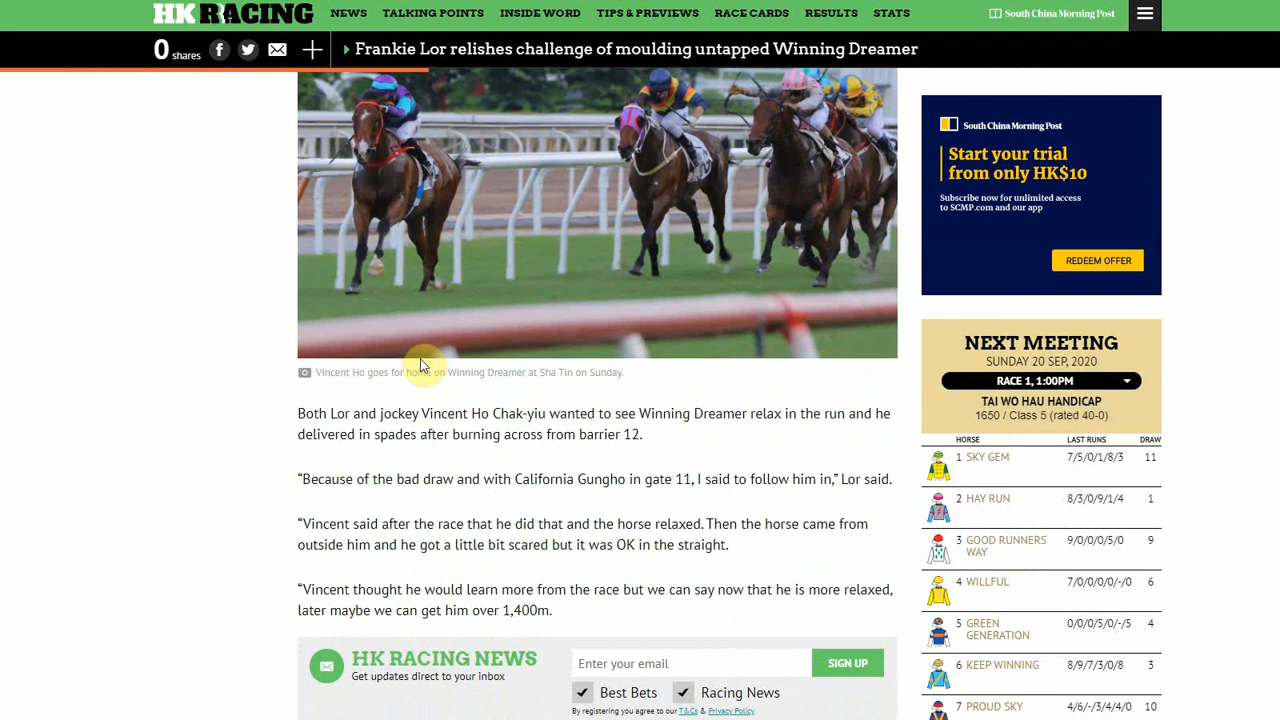 HK RACING
NEWS
TALKING POINTS
INSIDE WORD
TIPS & PREVIEWS
RACE CARDS
RESULTS
STATS
South China Morning Post
0 shares
Frankie Lor relishes challenge of moulding untapped Winning Dreamer
Vincent Ho goes for home on Winning Dreamer at Sha Tin on Sunday.
Both Lor and jockey Vincent Ho Chak-yiu wanted to see Winning Dreamer relax in the run and he
delivered in spades after burning across from barrier 12.
“Because of the bad draw and with California Gungho in gate 11, I said to follow him in,” Lor said.
“Vincent said after the race that he did that and the horse relaxed. Then the horse came from
outside him and he got a little bit scared but it was OK in the straight.
“Vincent thought he would learn more from the race but we can say now that he is more relaxed,
later maybe we can get him over 1,400m.
HK RACING NEWS
Get updates direct to your inbox
Enter your email
SIGN UP
Best Bets
Racing News
By registering you agree to our T&Cs & Privacy Policy
South China Morning Post
Start your trial
from only HK$10
Subscribe now for unlimited access
to SCMP.com and our app
REDEEM OFFER
NEXT MEETING
SUNDAY 20 SEP, 2020
RACE 1, 1:00PM
TAI WO HAU HANDICAP
1650 / Class 5 (rated 40-0)
HORSE LAST RUNS DRAW
1 SKY GEM 7/5/0/1/8/3 11
2 HAY RUN 8/3/0/9/1/4 1
3 GOOD RUNNERS 9/0/0/0/5/0 9
WAY
4 WILLFUL 7/0/0/0/-/0 6
5 GREEN 0/0/0/5/0/-/5 4
GENERATION
6 KEEP WINNING 8/9/7/3/0/8 3
7 PROUD SKY 4/6/-/3/4/4/0 10